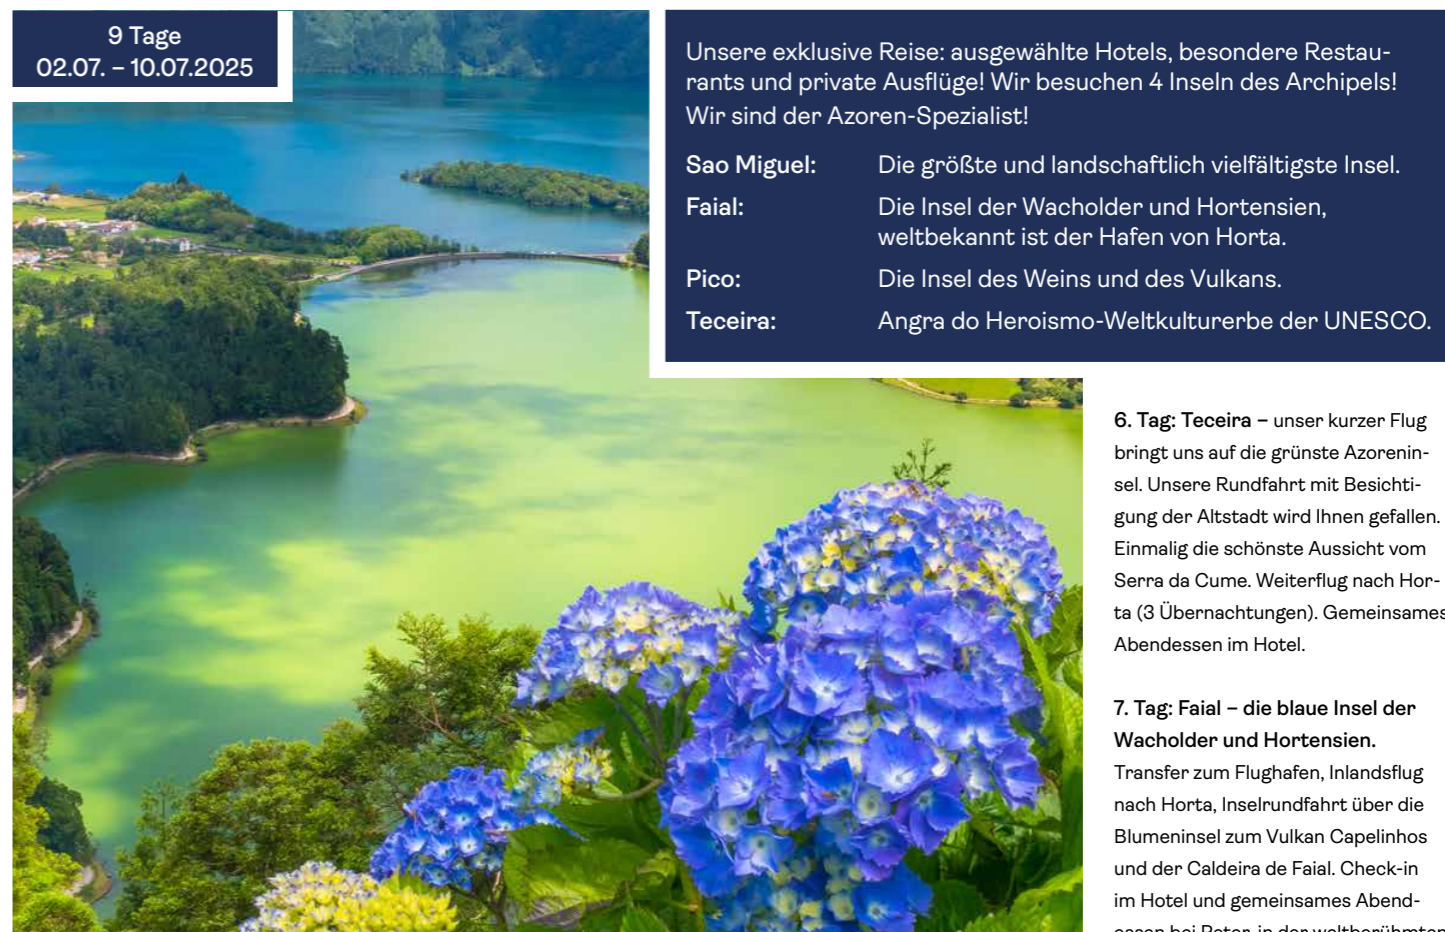 9 Tage
02.07. – 10.07.2025
Unsere exklusive Reise: ausgewählte Hotels, besondere Restau-
rants und private Ausflüge! Wir besuchen 4 Inseln des Archipels!
Wir sind der Azoren-Spezialist!
Sao Miguel: Die größte und landschaftlich vielfältigste Insel.
Faial: Die Insel der Wacholder und Hortensien,
weltbekannt ist der Hafen von Horta.
Pico: Die Insel des Weins und des Vulkans.
Teceira: Angra do Heroismo-Weltkulturerbe der UNESCO.
6. Tag: Teceira – unser kurzer Flug
bringt uns auf die grünste Azorenin-
sel. Unsere Rundfahrt mit Besichti-
gung der Altstadt wird Ihnen gefallen.
Einmalig die schönste Aussicht vom
Serra da Cume. Weiterflug nach Hor-
ta (3 Übernachtungen). Gemeinsames
Abendessen im Hotel.
7. Tag: Faial – die blaue Insel der
Wacholder und Hortensien.
Transfer zum Flughafen, Inlandsflug
nach Horta, Inselrundfahrt über die
Blumeninsel zum Vulkan Capelinhos
und der Caldeira de Faial. Check-in
im Hotel und gemeinsames Abend-
essen bei Peter, in der weltberühmten